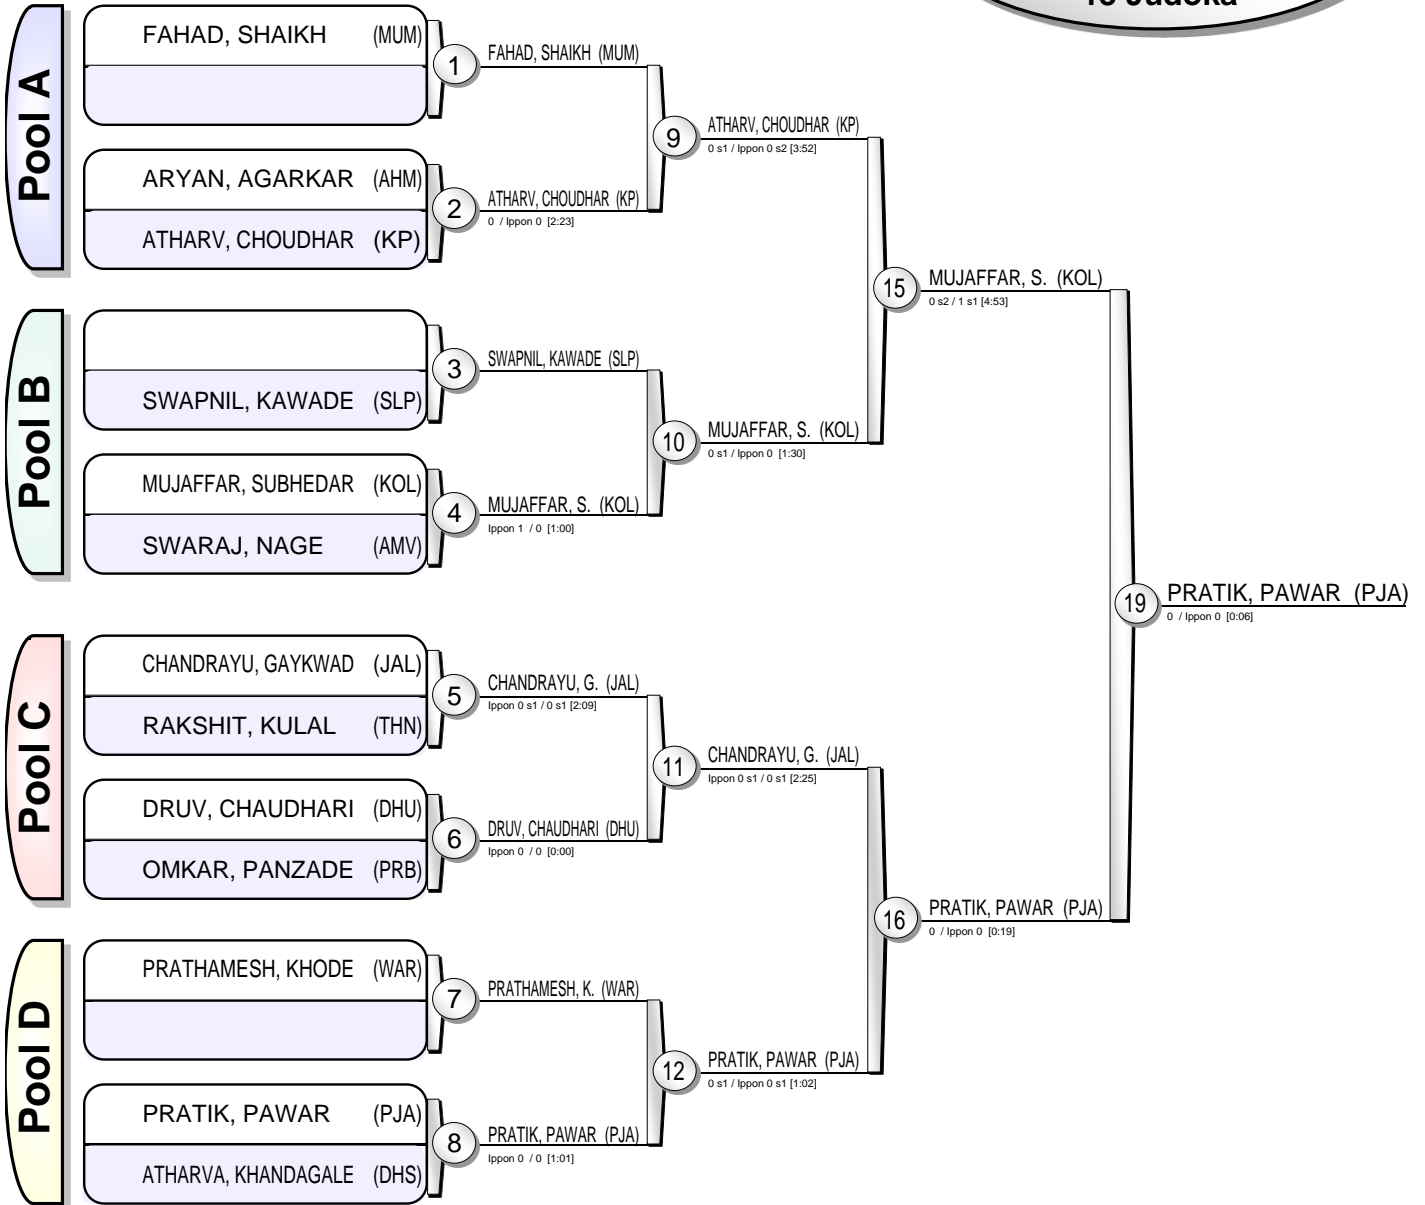 Pool A
FAHAD, SHAIKH (MUM)
1
FAHAD, SHAIKH (MUM)
ARYAN, AGARKAR (AHM)
ATHARV, CHOUDHAR (KP)
2
ATHARV, CHOUDHAR (KP)
0 / Ippon 0 [2:23]
9
ATHARV, CHOUDHAR (KP)
0 s1 / Ippon 0 s2 [3:52]
Pool B
3
SWAPNIL, KAWADE (SLP)
SWAPNIL, KAWADE (SLP)
MUJAFFAR, SUBHEDAR (KOL)
SWARAJ, NAGE (AMV)
4
MUJAFFAR, S. (KOL)
Ippon 1 / 0 [1:00]
10
MUJAFFAR, S. (KOL)
0 s1 / Ippon 0 [1:30]
15
MUJAFFAR, S. (KOL)
0 s2 / 1 s1 [4:53]
Pool C
CHANDRAYU, GAYKWAD (JAL)
RAKSHIT, KULAL (THN)
5
CHANDRAYU, G. (JAL)
Ippon 0 s1 / 0 s1 [2:09]
DRUV, CHAUDHARI (DHU)
OMKAR, PANZADE (PRB)
6
DRUV, CHAUDHARI (DHU)
Ippon 0 / 0 [0:00]
11
CHANDRAYU, G. (JAL)
Ippon 0 s1 / 0 s1 [2:25]
Pool D
PRATHAMESH, KHODE (WAR)
7
PRATHAMESH, K. (WAR)
PRATIK, PAWAR (PJA)
ATHARVA, KHANDAGALE (DHS)
8
PRATIK, PAWAR (PJA)
Ippon 0 / 0 [1:01]
12
PRATIK, PAWAR (PJA)
0 s1 / Ippon 0 s1 [1:02]
16
PRATIK, PAWAR (PJA)
0 / Ippon 0 [0:19]
19
PRATIK, PAWAR (PJA)
0 / Ippon 0 [0:06]